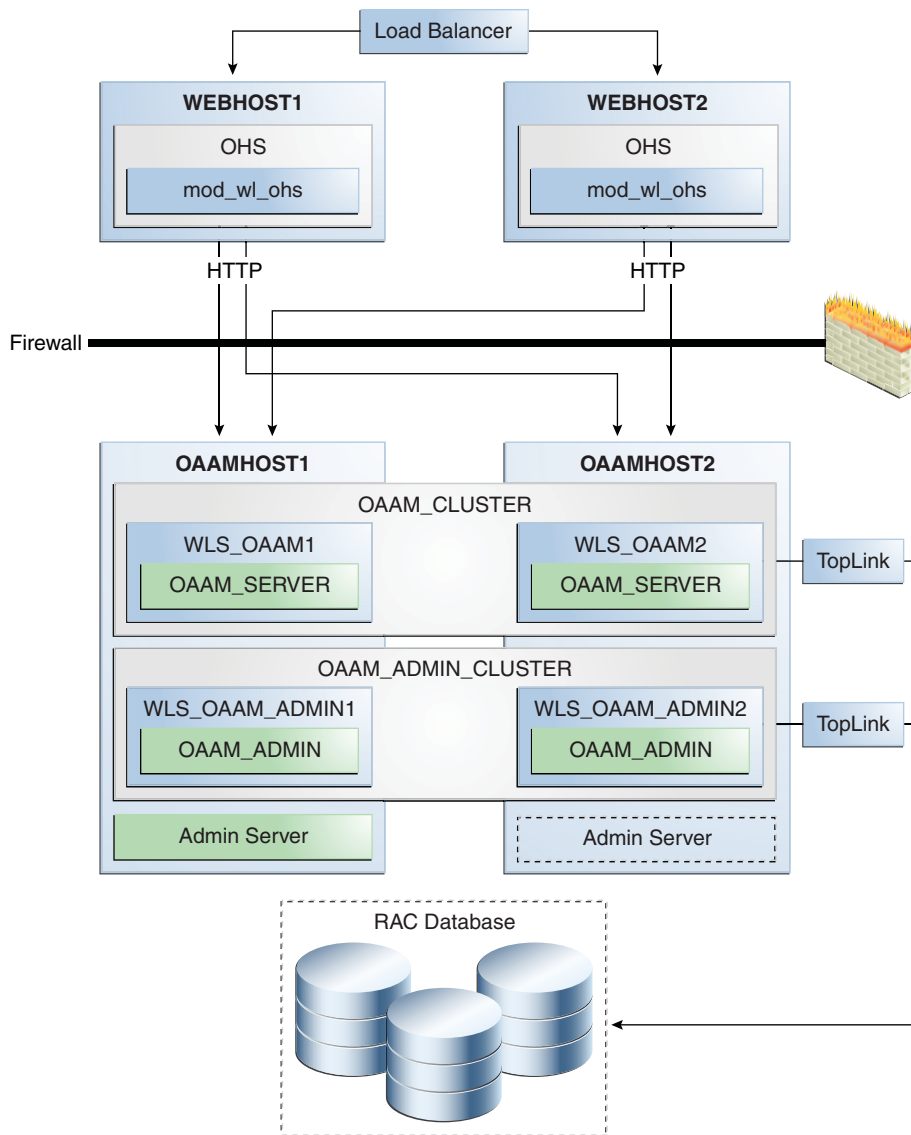 Load Balancer
WEBHOST1
WEBHOST2
OHS
OHS
mod_wl_ohs
mod_wl_ohs
HTTP
HTTP
Firewall
OAAMHOST1
OAAMHOST2
OAAM_CLUSTER
WLS_OAAM1
WLS_OAAM2
TopLink
OAAM_SERVER
OAAM_SERVER
OAAM_ADMIN_CLUSTER
WLS_OAAM_ADMIN1
WLS_OAAM_ADMIN2
TopLink
OAAM_ADMIN
OAAM_ADMIN
Admin Server
Admin Server
RAC Database